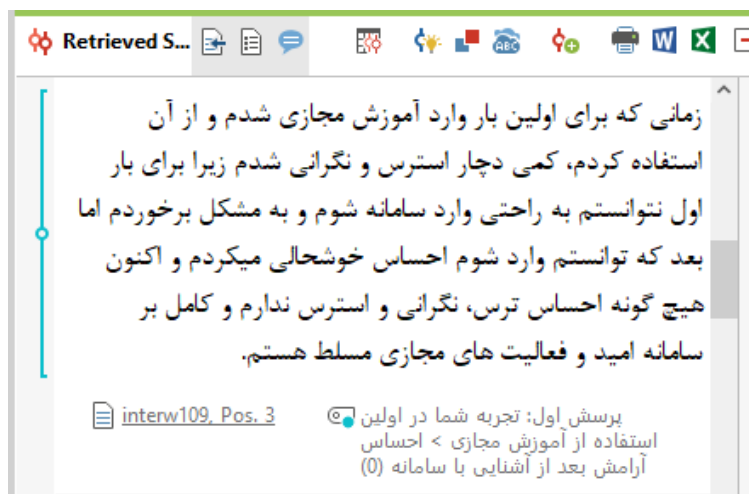 Retrieved S...
ABC
زمانی که برای اولین بار وارد آموزش مجازی شدم و از آن
استفاده کردم، کمی دچار استرس و نگرانی شدم زیرا برای بار
اول نتوانستم به راحتی وارد سامانه شوم و به مشکل برخوردم اما
بعد که توانستم وارد شوم احساس خوشحالی میکردم و اکنون
هیچ گونه احساس ترس، نگرانی و استرس ندارم و کامل بر
سامانه امید و فعالیت های مجازی مسلط هستم.
interw109, Pos. 3
پرسش اول: تجربه شما در اولین
استفاده از آموزش مجازی > احساس
آرامش بعد از آشنایی با سامانه (0)